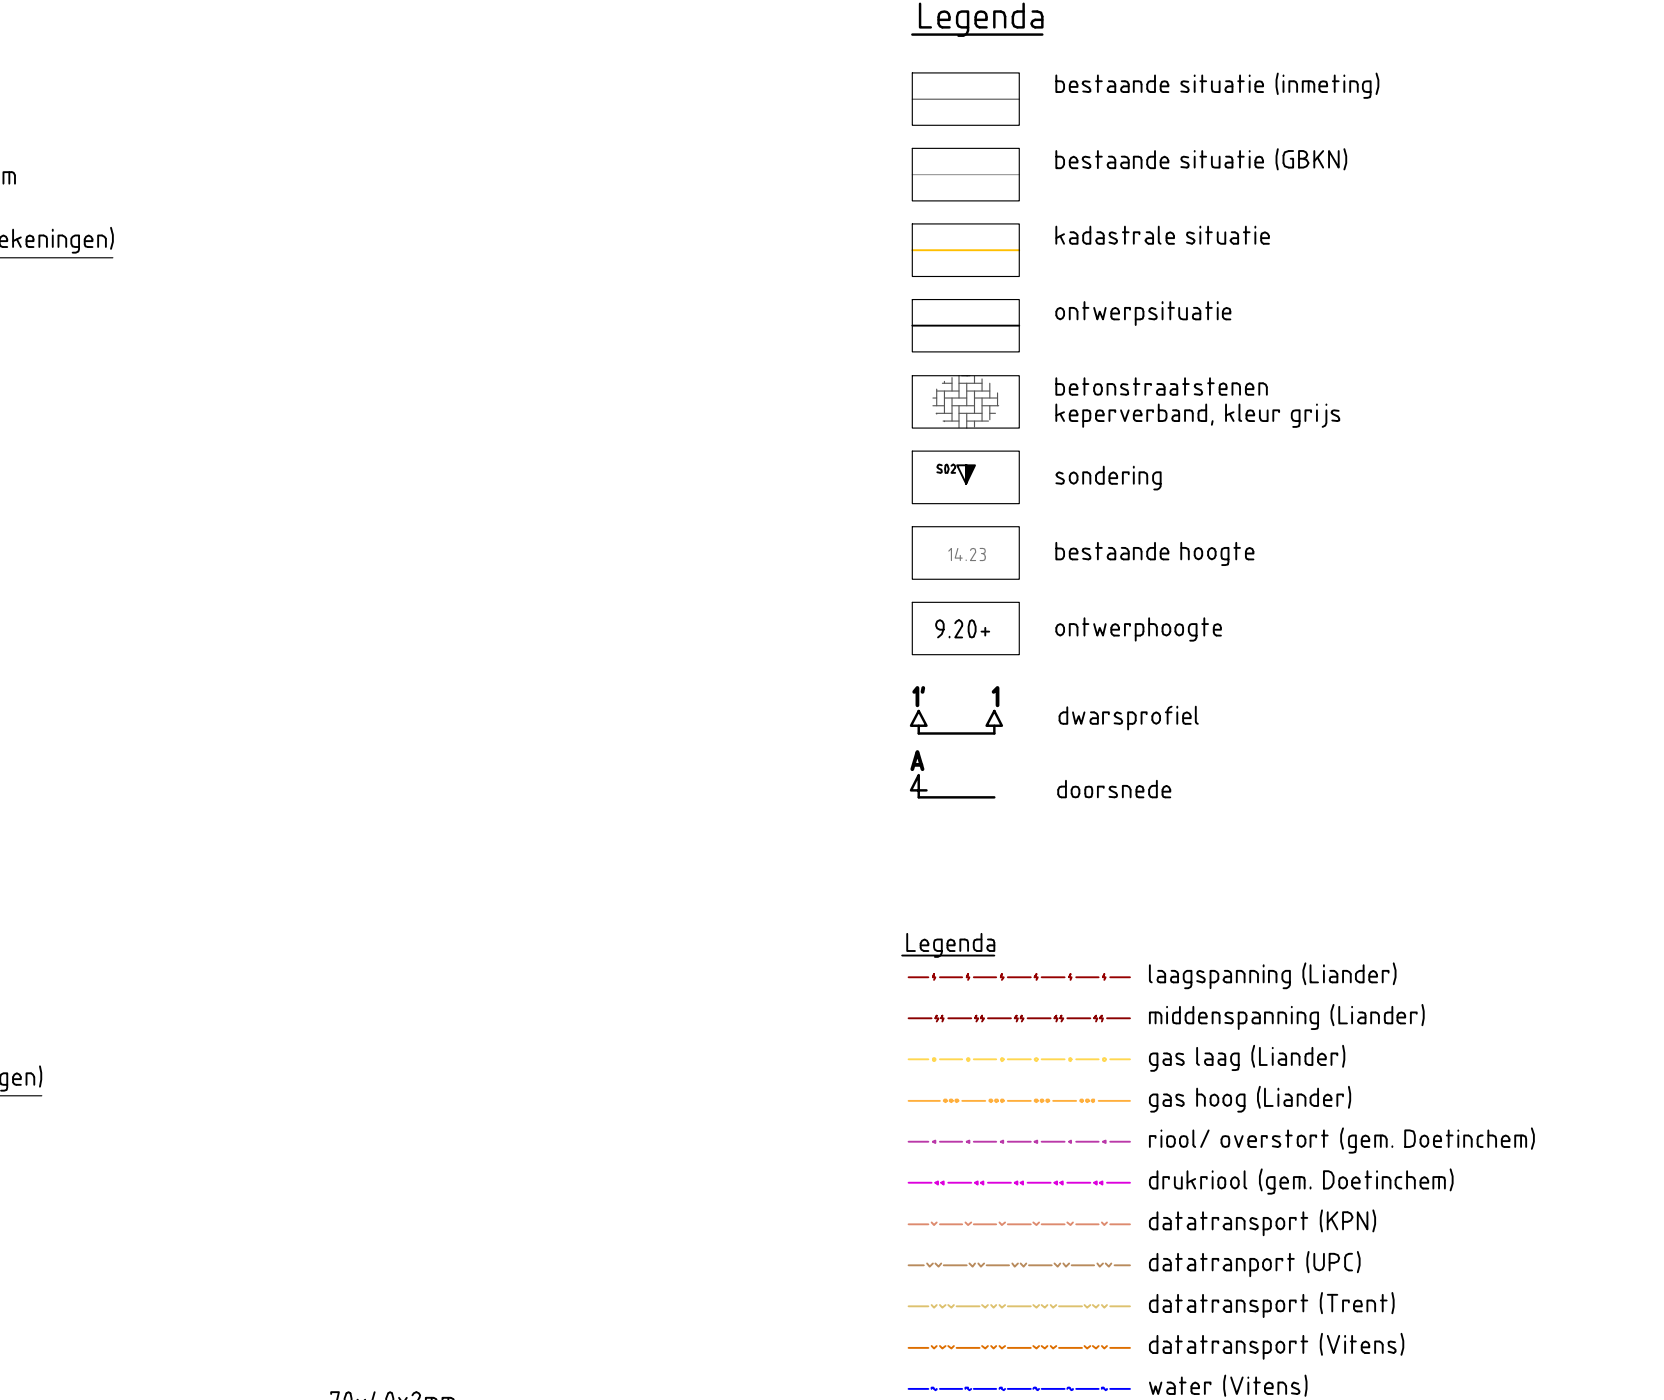 Legenda
bestaande situatie (inmeting)
bestaande situatie (GBKN)
m
ekeningen)
kadastrale situatie
ontwerpsituatie
betonstraatstenen
keperverband, kleur grijs
S02
sondering
14.23
bestaande hoogte
9.20+
ontwerphoogte
1' 1
dwarsprofiel
A
doorsnede
Legenda
laagspanning (Liander)
middenspanning (Liander)
gas laag (Liander)
gen)
gas hoog (Liander)
riool/ overstort (gem. Doetinchem)
drukriool (gem. Doetinchem)
datatransport (KPN)
datatranport (UPC)
datatransport (Trent)
datatransport (Vitens)
water (Vitens)